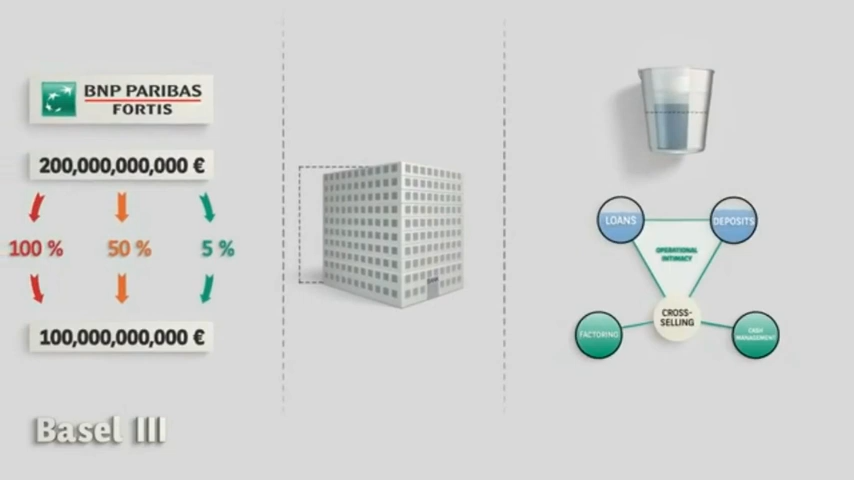 BNP PARIBAS
FORTIS
200,000,000,000 €
100 %
50 %
5 %
100,000,000,000 €
Basel III
LOANS
DEPOSITS
OPERATIONAL
INTIMACY
CROSS-
SELLING
FACTORING
CASH
MANAGEMENT